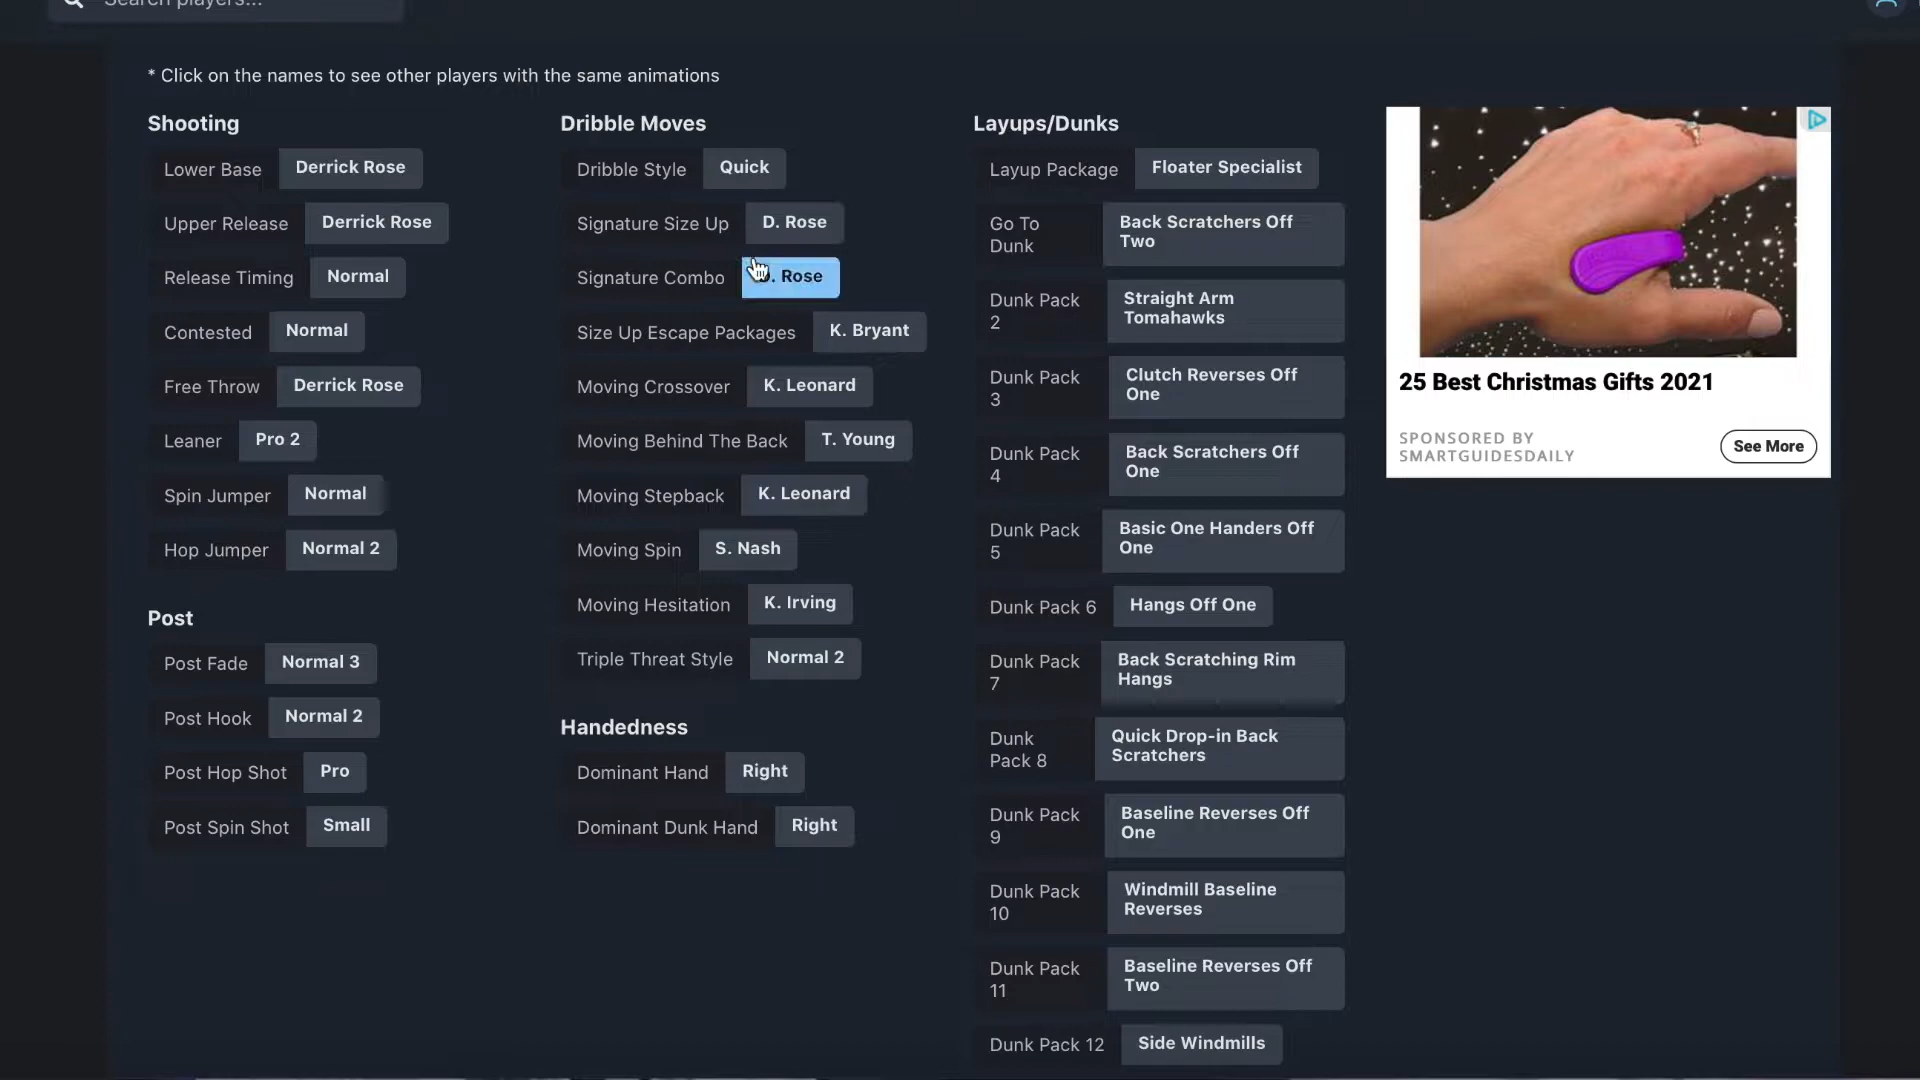 Search players...
* Click on the names to see other players with the same animations
Shooting
Lower Base Derrick Rose
Upper Release Derrick Rose
Release Timing Normal
Contested Normal
Free Throw Derrick Rose
Leaner Pro 2
Spin Jumper Normal
Hop Jumper Normal 2
Post
Post Fade Normal 3
Post Hook Normal 2
Post Hop Shot Pro
Post Spin Shot Small
Dribble Moves
Dribble Style Quick
Signature Size Up D. Rose
Signature Combo . Rose
Size Up Escape Packages K. Bryant
Moving Crossover K. Leonard
Moving Behind The Back T. Young
Moving Stepback K. Leonard
Moving Spin S. Nash
Moving Hesitation K. Irving
Triple Threat Style Normal 2
Handedness
Dominant Hand Right
Dominant Dunk Hand Right
Layups/Dunks
Layup Package Floater Specialist
Go To
Dunk
Back Scratchers Off
Two
Dunk Pack
2
Straight Arm
Tomahawks
Dunk Pack
3
Clutch Reverses Off
One
Dunk Pack
4
Back Scratchers Off
One
Dunk Pack
5
Basic One Handers Off
One
Dunk Pack 6 Hangs Off One
Dunk Pack
7
Back Scratching Rim
Hangs
Dunk
Pack 8
Quick Drop-in Back
Scratchers
Dunk Pack
9
Baseline Reverses Off
One
Dunk Pack
10
Windmill Baseline
Reverses
Dunk Pack
11
Baseline Reverses Off
Two
Dunk Pack 12 Side Windmills
25 Best Christmas Gifts 2021
SPONSORED BY
SMARTGUIDESDAILY
See More